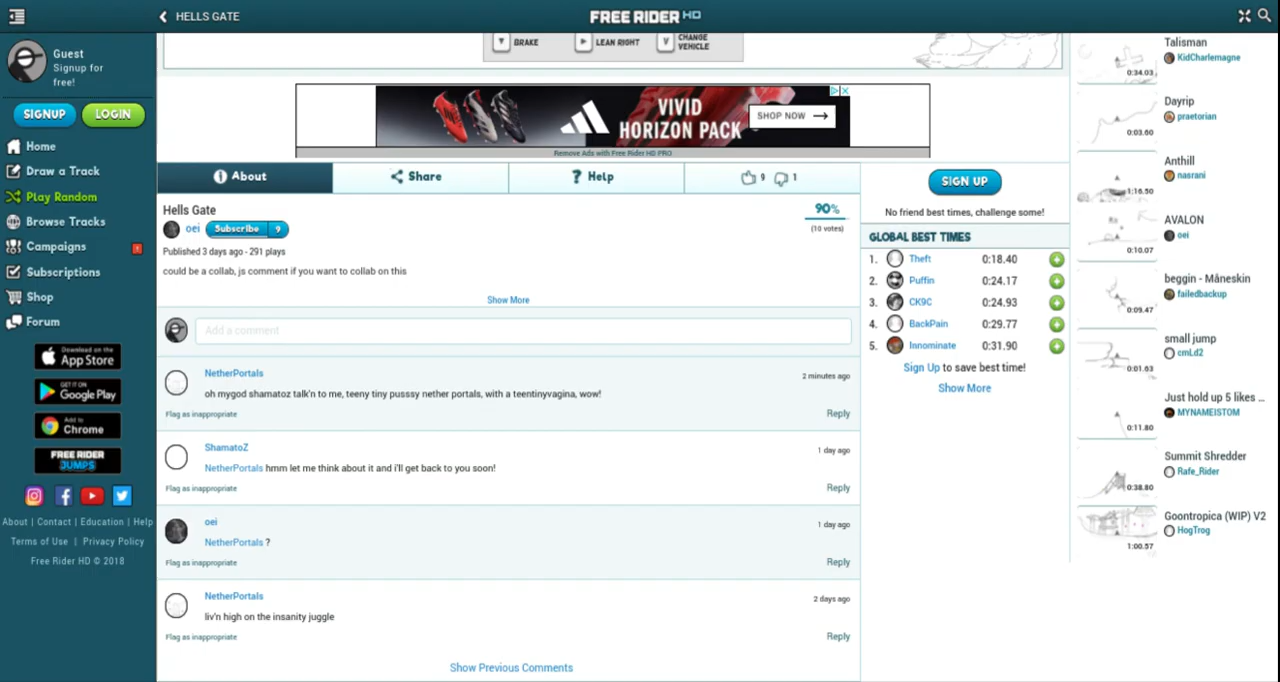 HELLS GATE
FREE RIDER HD
Guest
Signup for
free!
SIGNUP
LOGIN
Home
Draw a Track
Play Random
Browse Tracks
Campaigns
Subscriptions
Shop
Forum
Download on the
App Store
GET IT ON
Google Play
Add to
Chrome
FREE RIDER
JUMPS
About | Contact | Education | Help
Terms of Use | Privacy Policy
Free Rider HD © 2018
BRAKE
LEAN RIGHT
V
CHANGE
VEHICLE
VIVID
HORIZON PACK
SHOP NOW
Remove Ads with Free Rider HD PRO
About
Share
Help
9
1
Hells Gate
oei
Subscribe 9
90%
(10 votes)
Published 3 days ago - 291 plays
could be a collab, js comment if you want to collab on this
Show More
Add a comment
NetherPortals
2 minutes ago
oh mygod shamatoz talk'n to me, teeny tiny pusssy nether portals, with a teentinyvagina, wow!
Flag as inappropriate
Reply
ShamatoZ
1 day ago
NetherPortals hmm let me think about it and i'll get back to you soon!
Flag as inappropriate
Reply
oei
1 day ago
NetherPortals ?
Flag as inappropriate
Reply
NetherPortals
2 days ago
liv'n high on the insanity juggle
Flag as inappropriate
Reply
Show Previous Comments
SIGN UP
No friend best times, challenge some!
GLOBAL BEST TIMES
1. Theft 0:18.40
2. Puffin 0:24.17
3. CK9C 0:24.93
4. BackPain 0:29.77
5. Innominate 0:31.90
Sign Up to save best time!
Show More
Talisman
KidCharlemagne
0:34.03
Dayrip
praetorian
0:03.60
Anthill
nasrani
1:16.50
AVALON
oei
0:10.07
beggin - Måneskin
failedbackup
0:09.47
small jump
cmLd2
0:01.63
Just hold up 5 likes ...
MYNAMEISTOM
0:11.80
Summit Shredder
Rafe_Rider
0:38.80
Goontropica (WIP) V2
HogTrog
1:00.57